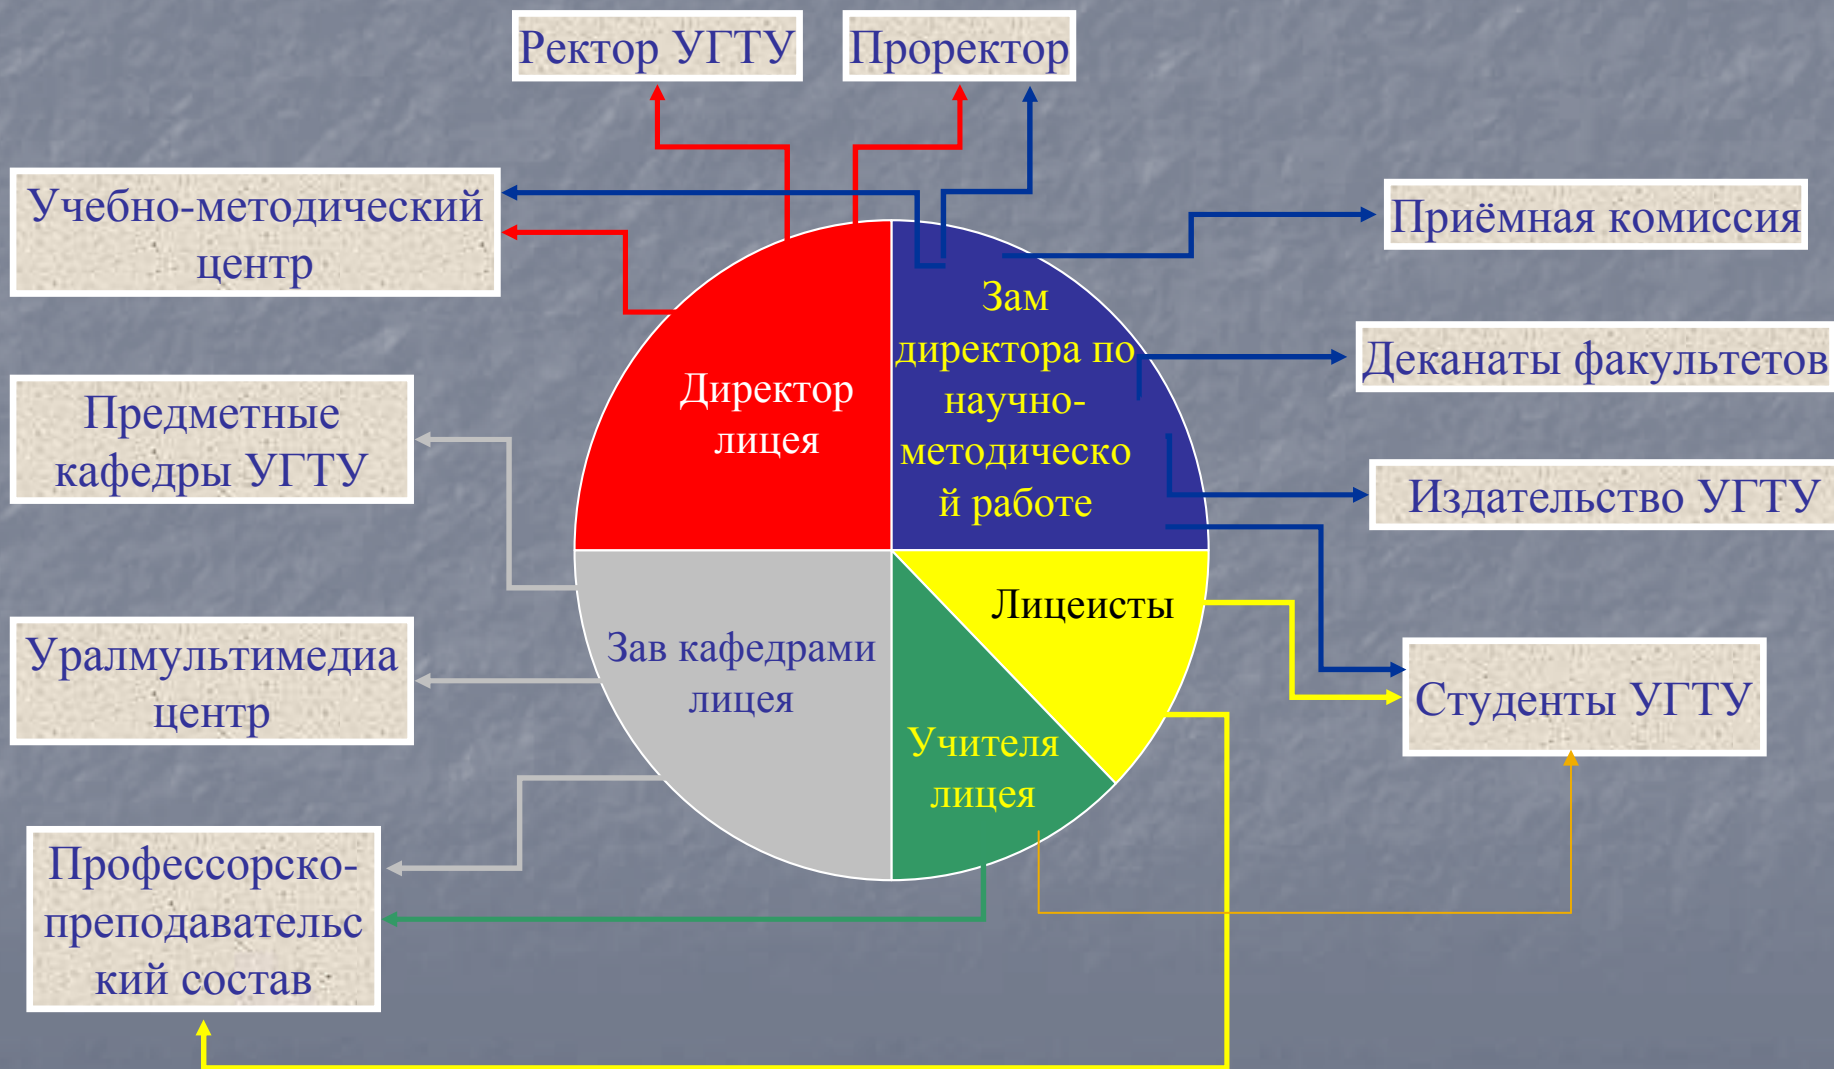 Ректор УГТУ
Проректор
Учебно-методический
центр
Приёмная комиссия
Зам
директора по
научно-
методическо
й работе
Деканаты факультетов
Директор
лицея
Предметные
кафедры УГТУ
Издательство УГТУ
Лицеисты
Зав кафедрами
лицея
Уралмультимедиа
центр
Студенты УГТУ
Учителя
лицея
Профессорско-
преподавательс
кий состав